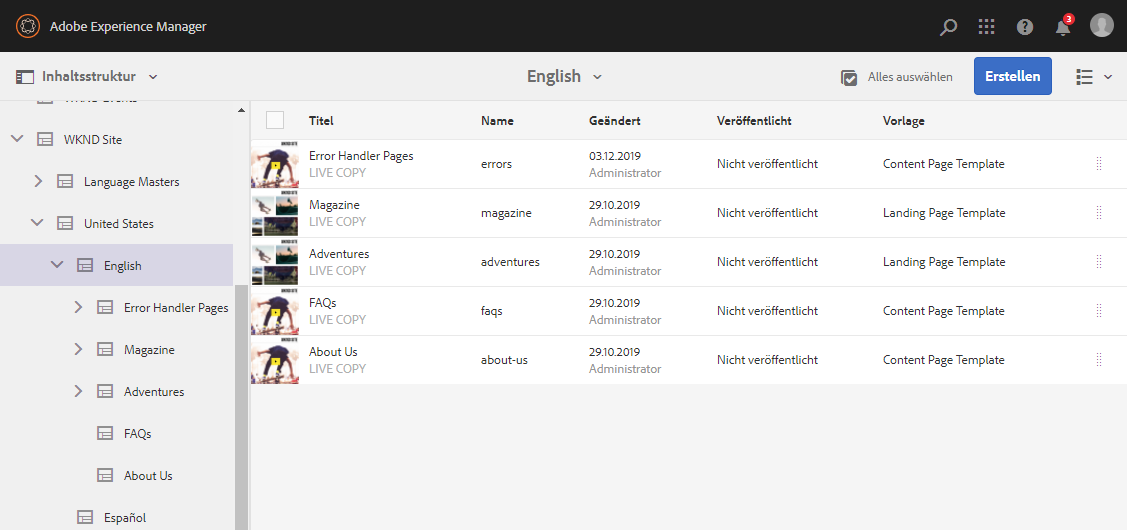 Adobe Experience Manager
3
Inhaltsstruktur
English
Alles auswählen
Erstellen
WKND Site
Language Masters
United States
English
Error Handler Pages
Magazine
Adventures
FAQs
About Us
Español
Titel Name Geändert Veröffentlicht Vorlage
Error Handler Pages errors 03.12.2019 Nicht veröffentlicht Content Page Template
LIVE COPY Administrator
Magazine magazine 29.10.2019 Nicht veröffentlicht Landing Page Template
LIVE COPY Administrator
Adventures adventures 29.10.2019 Nicht veröffentlicht Landing Page Template
LIVE COPY Administrator
FAQs faqs 29.10.2019 Nicht veröffentlicht Content Page Template
LIVE COPY Administrator
About Us about-us 29.10.2019 Nicht veröffentlicht Content Page Template
LIVE COPY Administrator